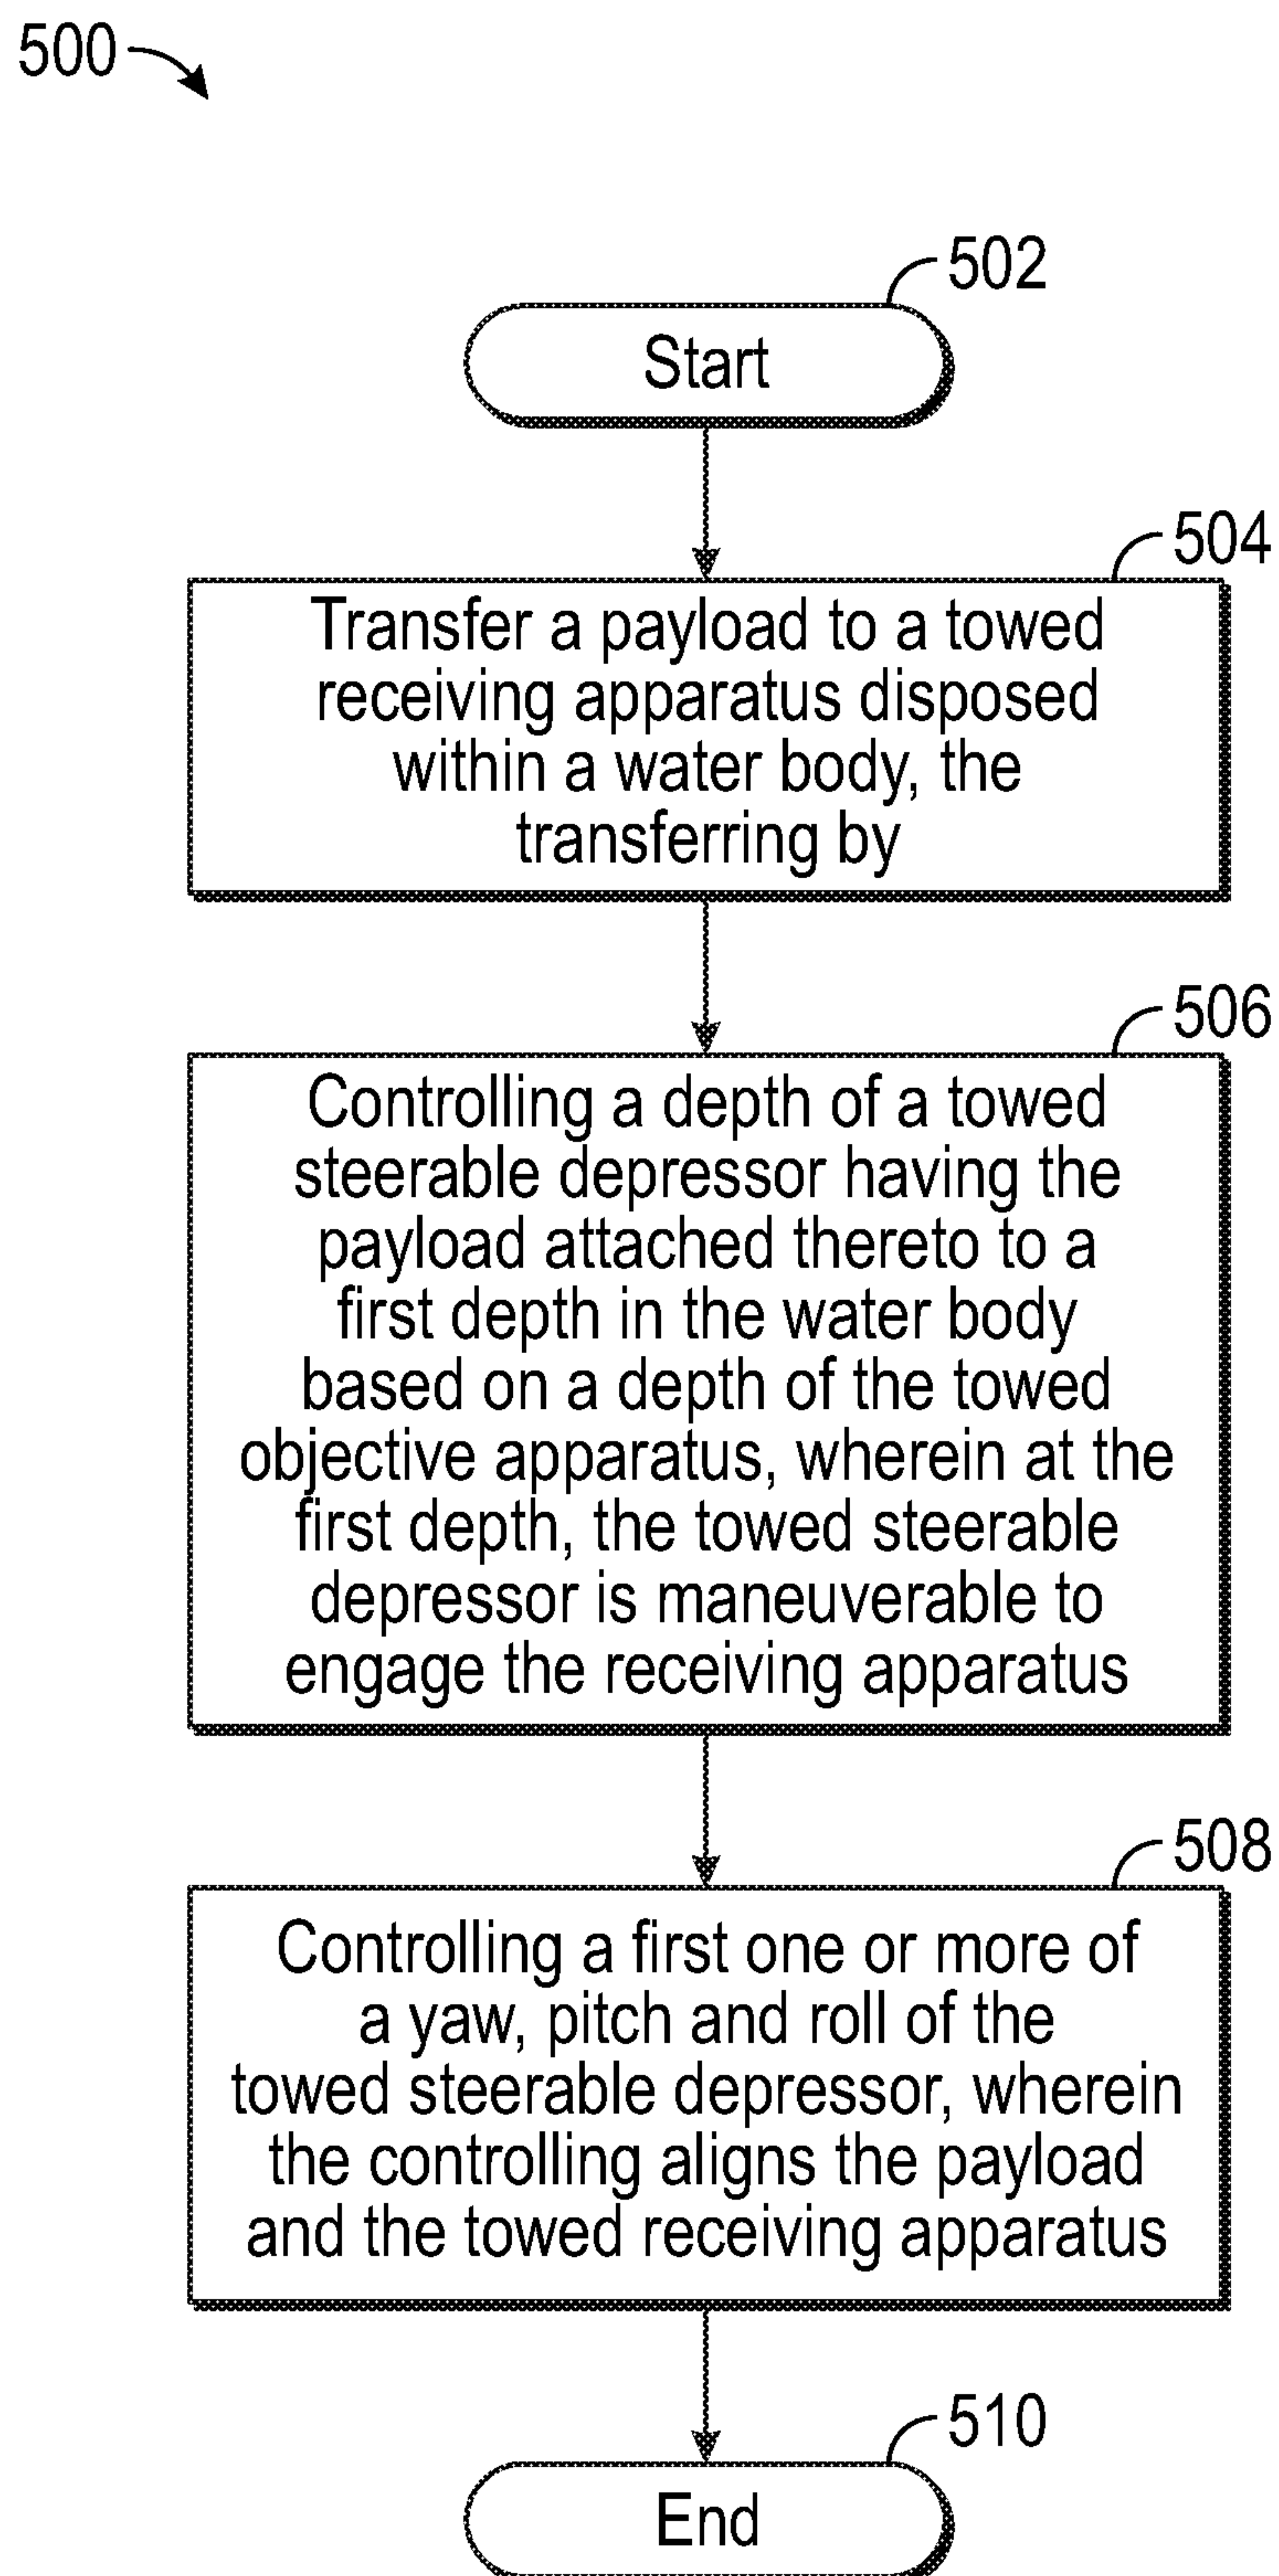 500
502
Start
504
Transfer a payload to a towed
receiving apparatus disposed
within a water body, the
transferring by
506
Controlling a depth of a towed
steerable depressor having the
payload attached thereto to a
first depth in the water body
based on a depth of the towed
objective apparatus, wherein at the
first depth, the towed steerable
depressor is maneuverable to
engage the receiving apparatus
508
Controlling a first one or more of
a yaw, pitch and roll of the
towed steerable depressor, wherein
the controlling aligns the payload
and the towed receiving apparatus
510
End